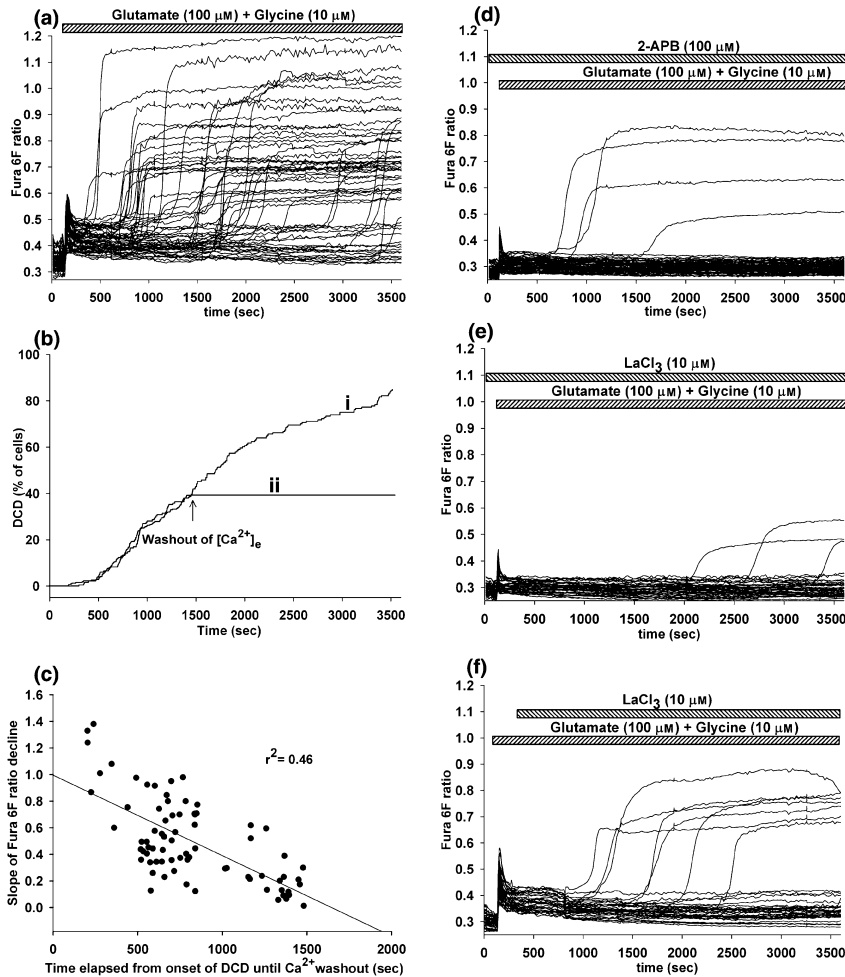 (a)
Glutamate (100 µM) + Glycine (10 µM)
1.2
1.1
1.0
0.9
0.8
0.7
0.6
0.5
0.4
0.3
Fura 6F ratio
0 500 1000 1500 2000 2500 3000 3500
time (sec)
(b)
100
80
60
40
20
0
DCD (% of cells)
i
ii
Washout of [Ca2+]e
0 500 1000 1500 2000 2500 3000 3500
Time (sec)
(c)
1.6
1.4
1.2
1.0
0.8
0.6
0.4
0.2
0.0
Slope of Fura 6F ratio decline
r2= 0.46
0 500 1000 1500 2000
Time elapsed from onset of DCD until Ca2+ washout (sec)
(d)
1.2
1.1
1.0
0.9
0.8
0.7
0.6
0.5
0.4
0.3
Fura 6F ratio
2-APB (100 µM)
Glutamate (100 µM) + Glycine (10 µM)
0 500 1000 1500 2000 2500 3000 3500
time (sec)
(e)
1.2
1.1
1.0
0.9
0.8
0.7
0.6
0.5
0.4
0.3
Fura 6F ratio
LaCl3 (10 µM)
Glutamate (100 µM) + Glycine (10 µM)
0 500 1000 1500 2000 2500 3000 3500
time (sec)
(f)
1.2
1.1
1.0
0.9
0.8
0.7
0.6
0.5
0.4
0.3
Fura 6F ratio
LaCl3 (10 µM)
Glutamate (100 µM) + Glycine (10 µM)
0 500 1000 1500 2000 2500 3000 3500
time (sec)